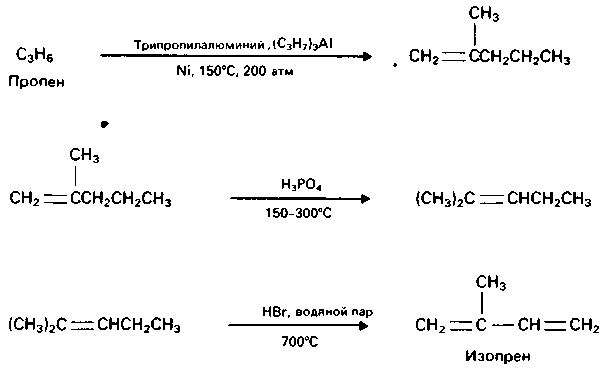 CH₃
C₃H₆ Трипропилалюминий, (C₃H₇)₃Al CH₂=CCH₂CH₂CH₃
Пропен Ni, 150°C, 200 атм
CH₃
CH₂=CCH₂CH₂CH₃ H₃PO₄ (CH₃)₂C=CHCH₂CH₃
150-300°C
CH₃
(CH₃)₂C=CHCH₂CH₃ HBr, водяной пар CH₂=C-CH=CH₂
700°C
Изопрен